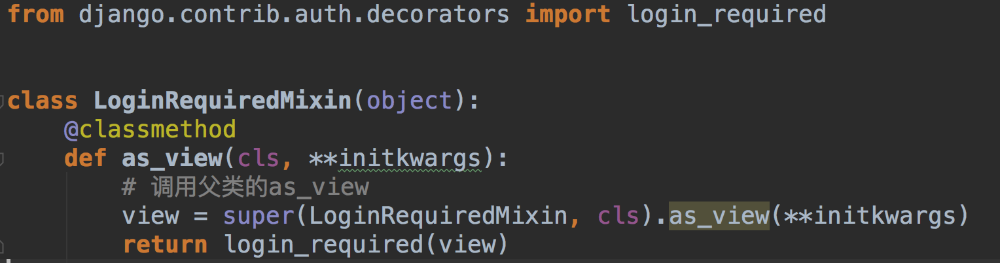 from django.contrib.auth.decorators import login_required
class LoginRequiredMixin(object):
@classmethod
def as_view(cls, **initkwargs):
# 调用父类的as_view
view = super(LoginRequiredMixin, cls).as_view(**initkwargs)
return login_required(view)